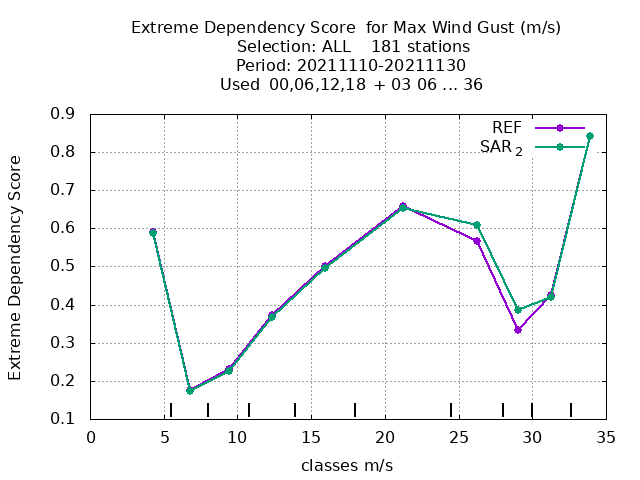 Extreme Dependency Score  for Max Wind Gust (m/s)
Selection: ALL    181 stations
Period: 20211110-20211130
Used  00,06,12,18  + 03 06 ... 36
REF
SAR 2
0.9
0.8
0.7
0.6
0.5
0.4
0.3
0.2
0.1
Extreme Dependency Score
0 5 10 15 20 25 30 35
classes m/s